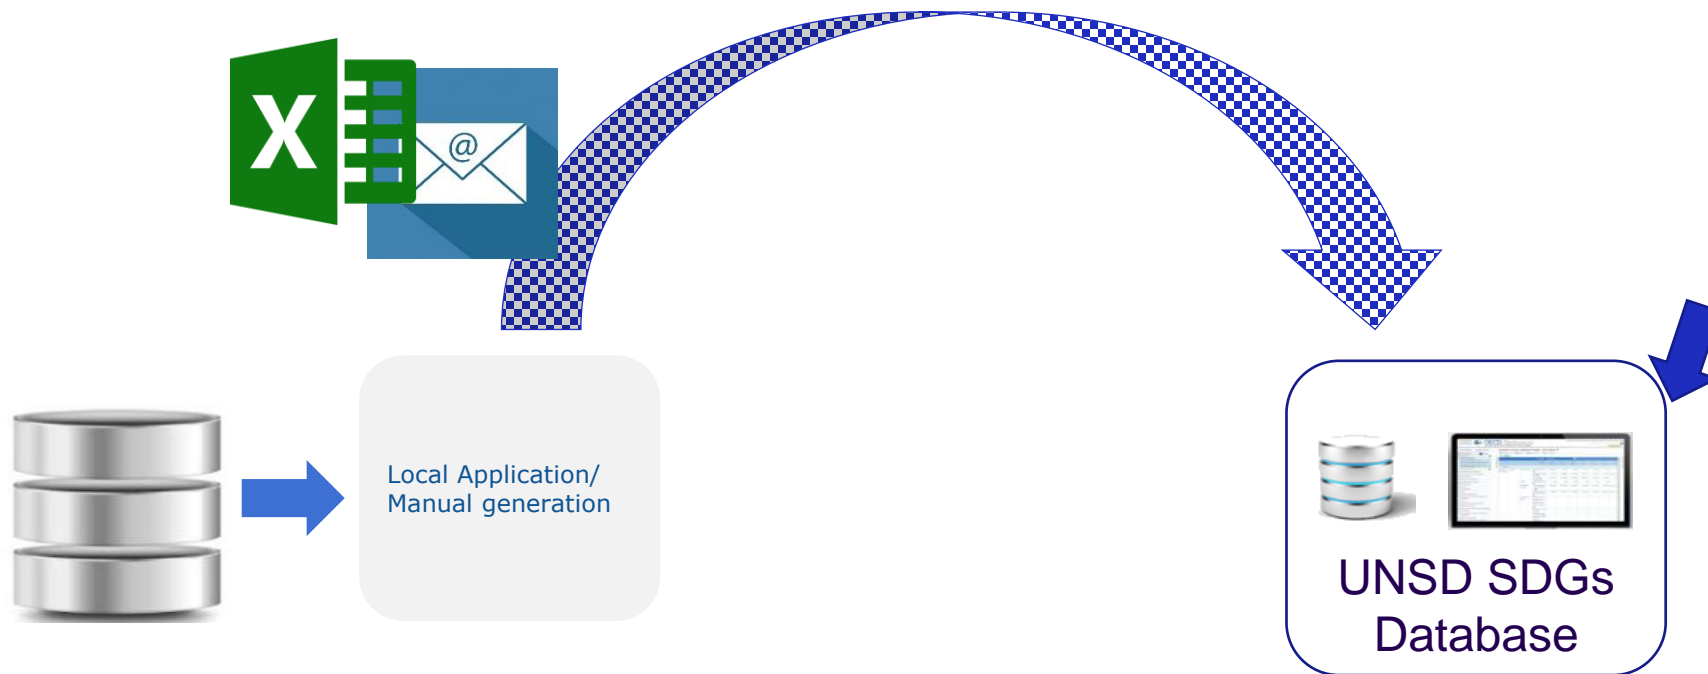 X
@
Local Application/
Manual generation
UNSD SDGs
Database